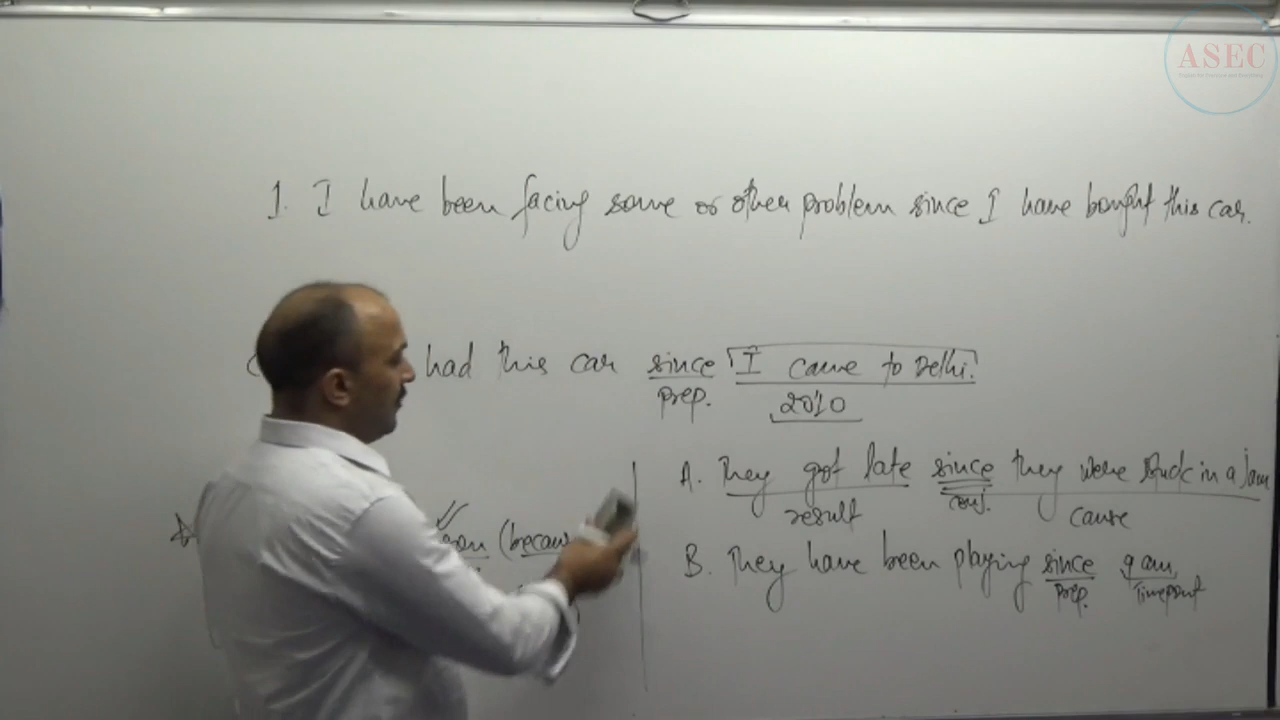 ASEC
1. I have been facing some or other problem since I have bought this car.
had this car since I came to Delhi.
prep. 2010
A. They got late since they were stuck in a jam
result conj. cause
(becau
B. They have been playing since 9 am.
prep. Timepoint